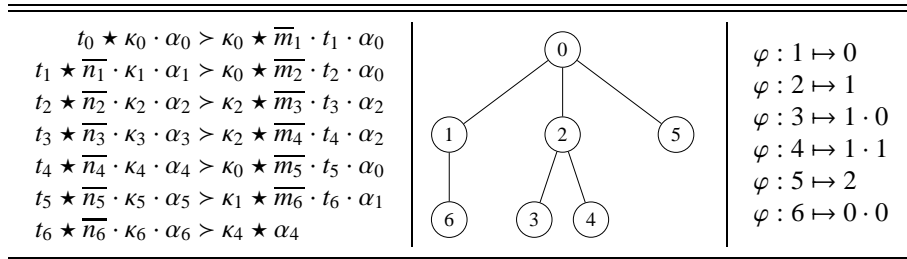 t₀ ⋆ κ₀ · α₀ ≻ κ₀ ⋆ m̅₁ · t₁ · α₀
t₁ ⋆ n̅₁ · κ₁ · α₁ ≻ κ₀ ⋆ m̅₂ · t₂ · α₀
t₂ ⋆ n̅₂ · κ₂ · α₂ ≻ κ₂ ⋆ m̅₃ · t₃ · α₂
t₃ ⋆ n̅₃ · κ₃ · α₃ ≻ κ₂ ⋆ m̅₄ · t₄ · α₂
t₄ ⋆ n̅₄ · κ₄ · α₄ ≻ κ₀ ⋆ m̅₅ · t₅ · α₀
t₅ ⋆ n̅₅ · κ₅ · α₅ ≻ κ₁ ⋆ m̅₆ · t₆ · α₁
t₆ ⋆ n̅₆ · κ₆ · α₆ ≻ κ₄ ⋆ α₄
0
1 2 5
6 3 4
φ : 1 ↦ 0
φ : 2 ↦ 1
φ : 3 ↦ 1 · 0
φ : 4 ↦ 1 · 1
φ : 5 ↦ 2
φ : 6 ↦ 0 · 0